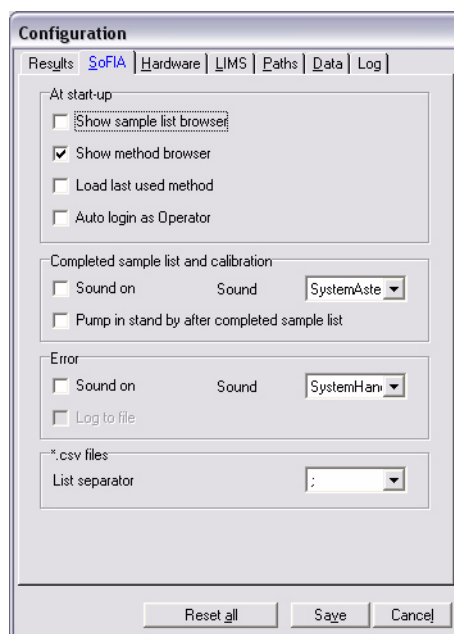 Configuration
Results SoFIA Hardware LIMS Paths Data Log
At start-up
Show sample list browser
Show method browser
Load last used method
Auto login as Operator
Completed sample list and calibration
Sound on Sound SystemAste
Pump in stand by after completed sample list
Error
Sound on Sound SystemHan
Log to file
*.csv files
List separator ;
Reset all Save Cancel